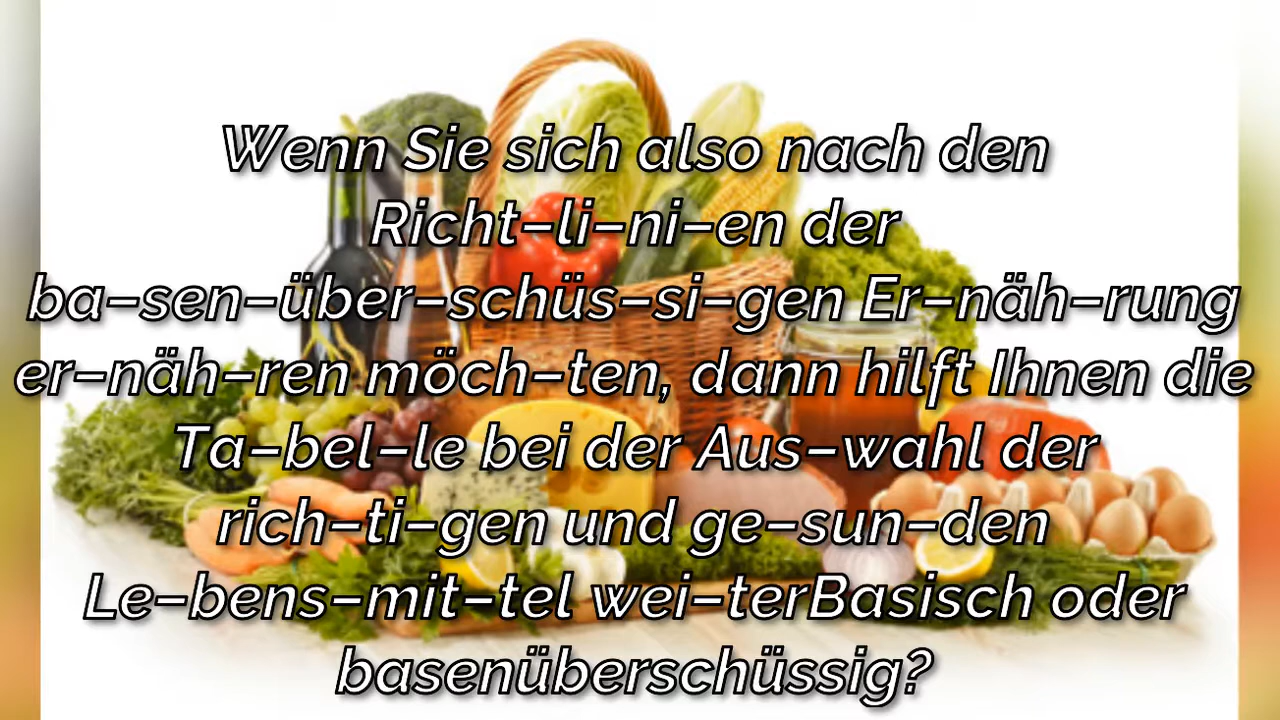 Wenn Sie sich also nach den
Richt-li-ni-en der
ba-sen-über-schüs-si-gen Er-näh-rung
er-näh-ren möch-ten, dann hilft Ihnen die
Ta-bel-le bei der Aus-wahl der
rich-ti-gen und ge-sun-den
Le-bens-mit-tel wei-terBasisch oder
basenüberschüssig?